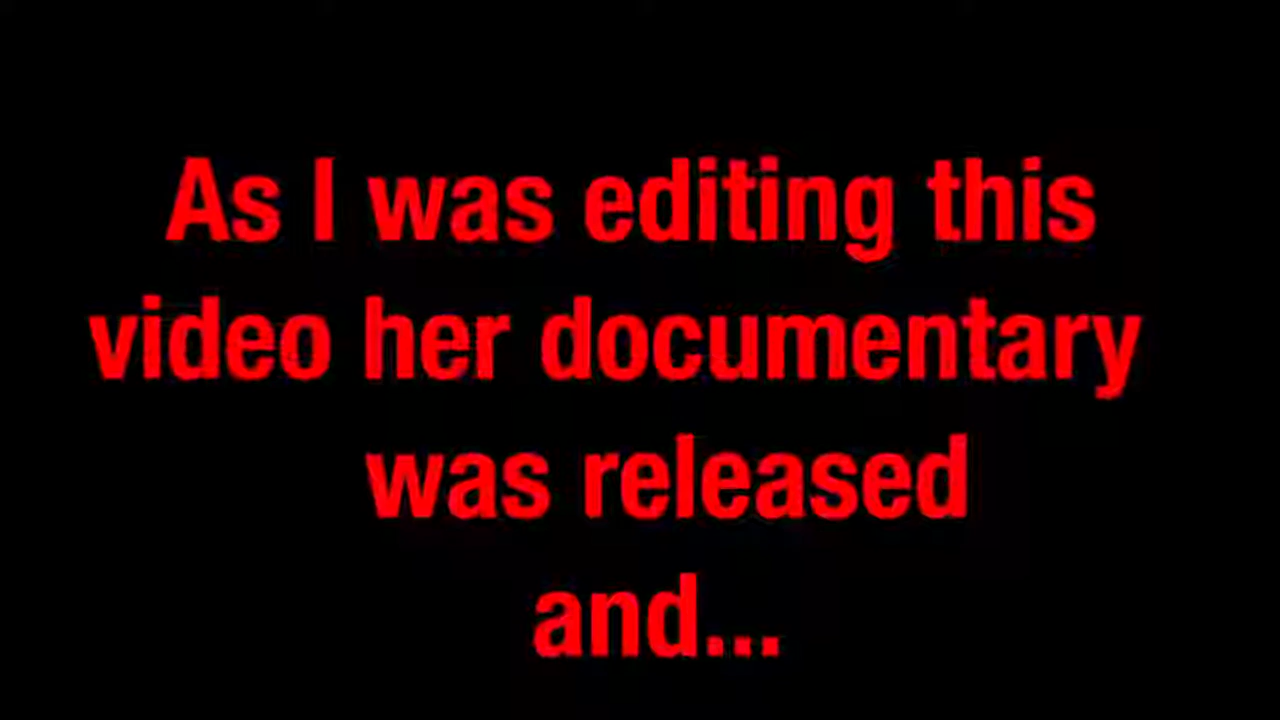 As I was editing this
video her documentary
was released
and...